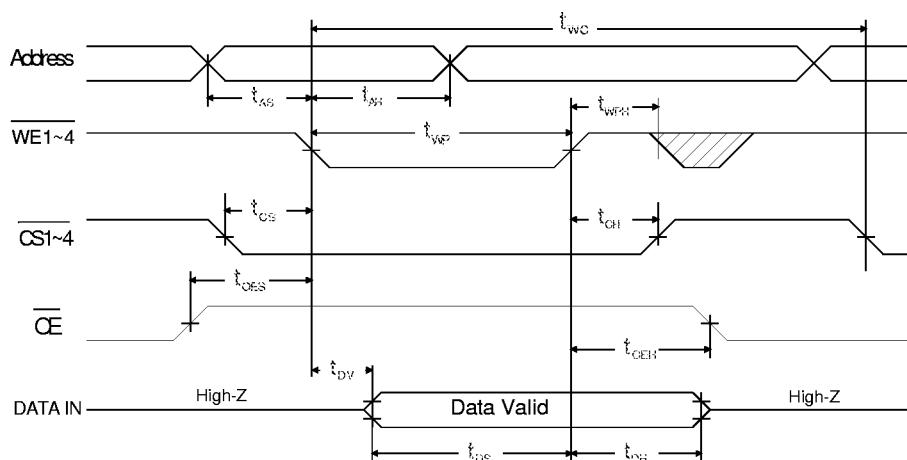 tWC
Address
tAS
tAH
tWPH
WE1~4
tWP
tCS
tCH
CS1~4
tOES
OE
tOEH
tDV
DATA IN
High-Z
Data Valid
High-Z
tDS
tDH